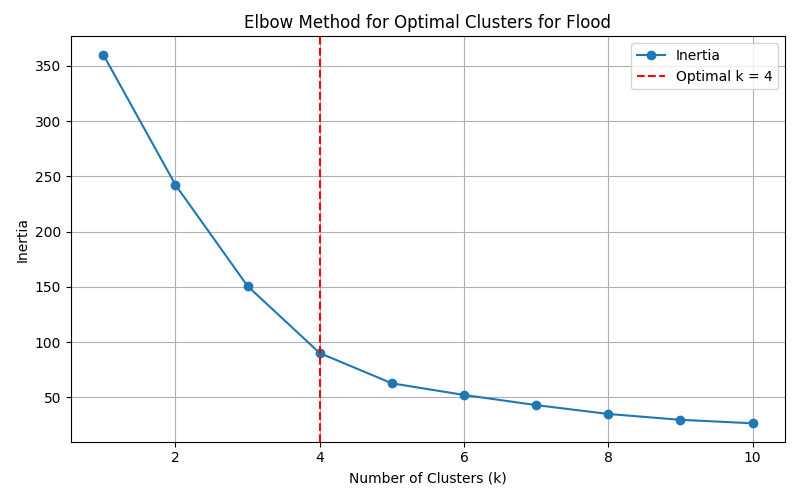 Elbow Method for Optimal Clusters for Flood
Inertia
Optimal k = 4
350
300
250
200
150
100
50
Inertia
2
4
6
8
10
Number of Clusters (k)